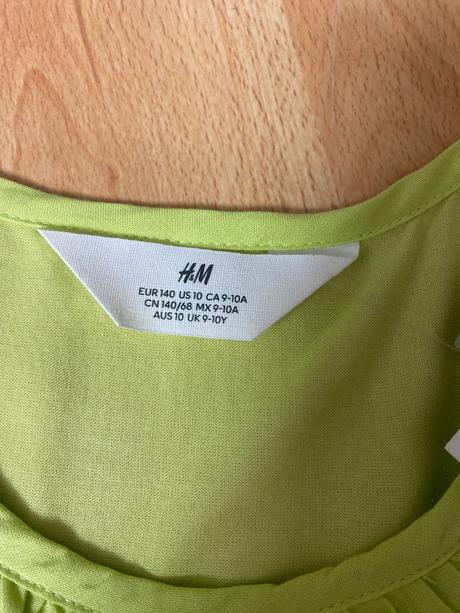 H&M
EUR 140 US 10 CA 9-10A
CN 140/68 MX 9-10A
AUS 10 UK 9-10Y